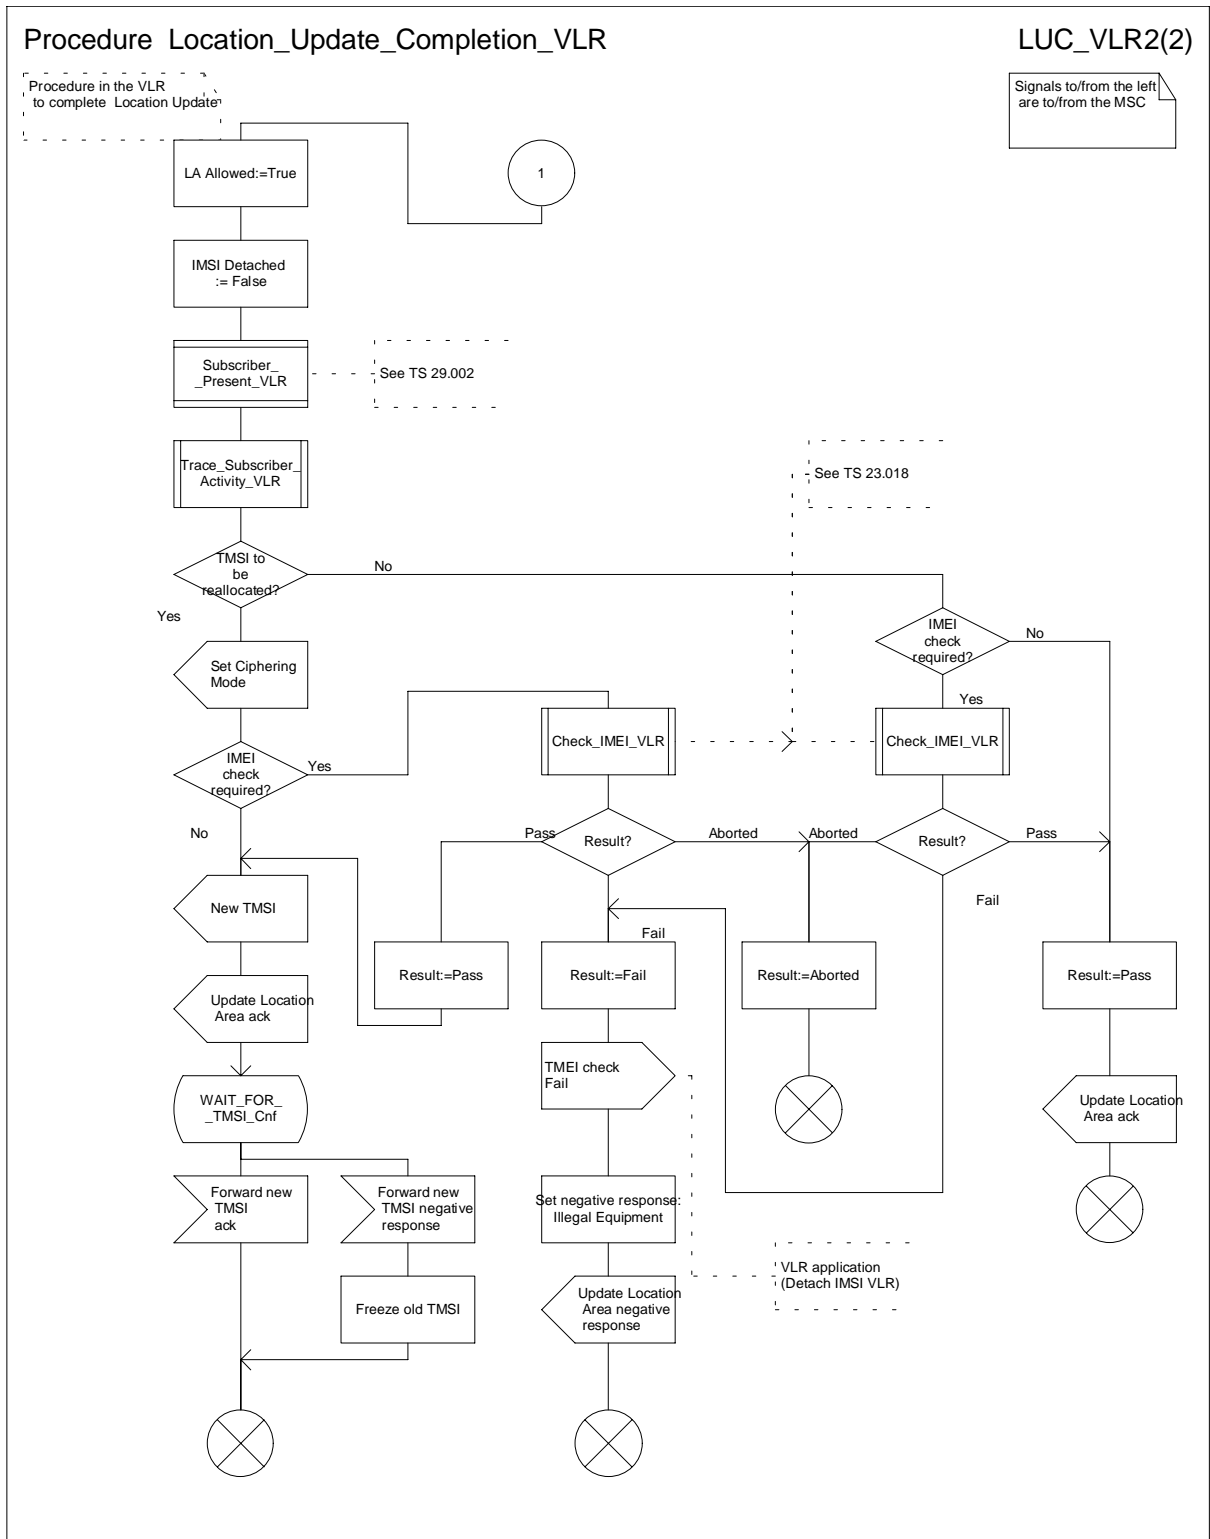 Procedure Location_Update_Completion_VLR
LUC_VLR2(2)
Procedure in the VLR
to complete Location Update
Signals to/from the left
are to/from the MSC
LA Allowed:=True
1
IMSI Detached
:= False
Subscriber_
_Present_VLR
See TS 29.002
Trace_Subscriber_
Activity_VLR
See TS 23.018
TMSI to
be
reallocated?
No
Yes
IMEI
check
required?
No
Set Ciphering
Mode
Yes
Check_IMEI_VLR
Check_IMEI_VLR
IMEI
check
required?
Yes
No
Pass
Result?
Aborted
Aborted
Result?
Pass
Fail
New TMSI
Fail
Result:=Pass
Result:=Fail
Result:=Aborted
Result:=Pass
Update Location
Area ack
TMEI check
Fail
WAIT_FOR_
_TMSI_Cnf
Update Location
Area ack
Forward new
TMSI
ack
Forward new
TMSI negative
response
Set negative response:
Illegal Equipment
VLR application
(Detach IMSI VLR)
Freeze old TMSI
Update Location
Area negative
response